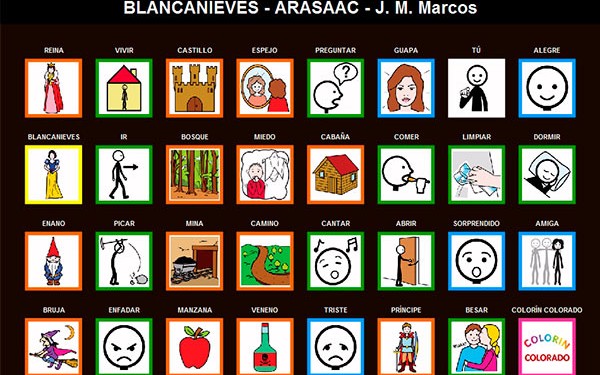 BLANCANIEVES - ARASAAC - J. M. Marcos
REINA VIVIR CASTILLO ESPEJO PREGUNTAR GUAPA TÚ ALEGRE
BLANCANIEVES IR BOSQUE MIEDO CABAÑA COMER LIMPIAR DORMIR
ENANO PICAR MINA CAMINO CANTAR ABRIR SORPRENDIDO AMIGA
BRUJA ENFADAR MANZANA VENENO TRISTE PRÍNCIPE BESAR COLORÍN COLORADO
COLORIN
COLORADO